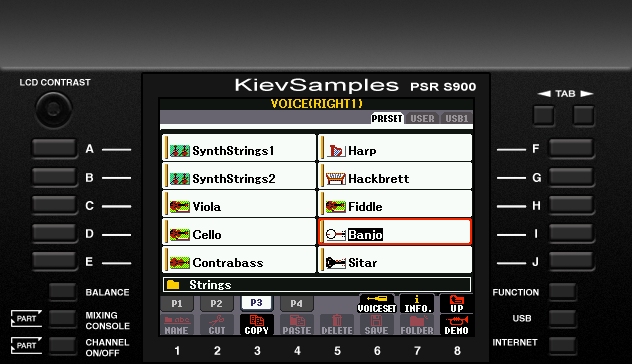 LCD CONTRAST
KievSamples PSR S900
TAB
VOICE(RIGHT1)
PRESET USER USB1
A SynthStrings1 Harp F
B SynthStrings2 Hackbrett G
C Viola Fiddle H
D Cello Banjo I
E Contrabass Sitar J
Strings
BALANCE P1 P2 P3 P4 VOICESET INFO. UP FUNCTION
PART MIXING CONSOLE NAME CUT COPY PASTE DELETE SAVE FOLDER DEMO USB
PART CHANNEL ON/OFF INTERNET
1 2 3 4 5 6 7 8